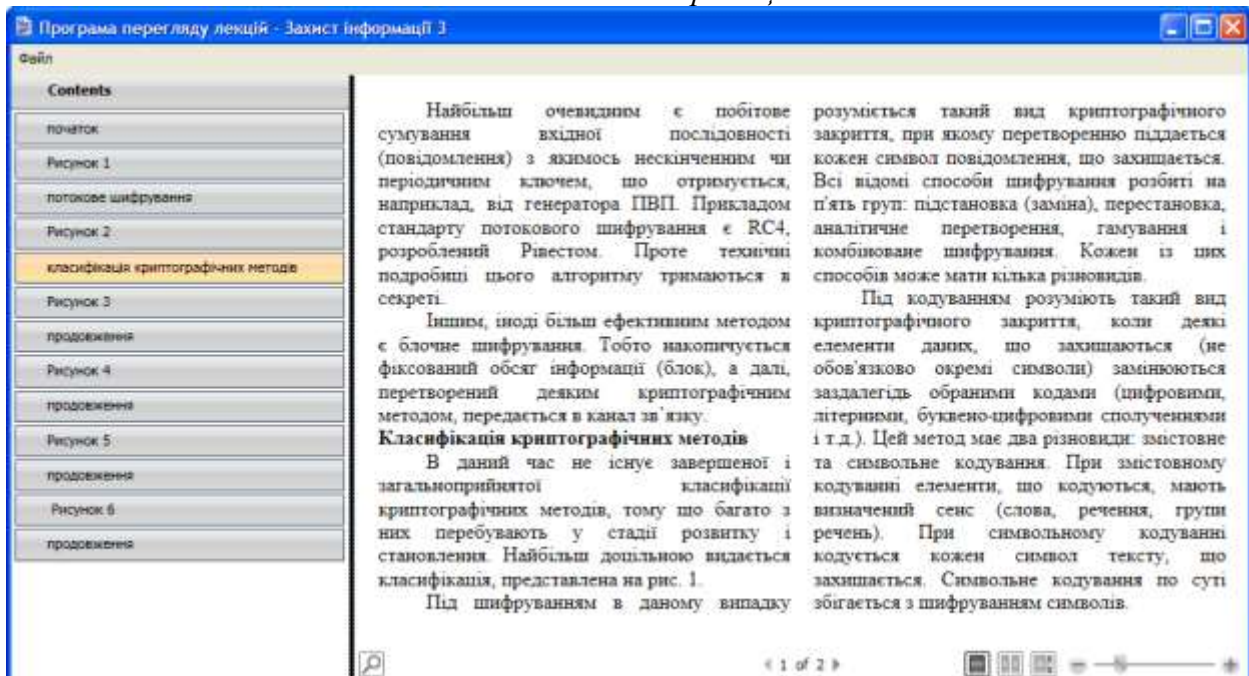 Програма перегляду лекцій - Захист інформації 3
Файл
Contents
початок
Рисунок 1
потокове шифрування
Рисунок 2
класифікація криптографічних методів
Рисунок 3
продовження
Рисунок 4
продовження
Рисунок 5
продовження
Рисунок 6
продовження
Найбільш очевидним є побітове
сумування вхідної послідовності
(повідомлення) з якимось нескінченним чи
періодичним ключем, що отримується,
наприклад, від генератора ПВП. Прикладом
стандарту потокового шифрування є RC4,
розроблений Рівестом. Проте технічні
подробиці цього алгоритму тримаються в
секреті.
Іншим, іноді більш ефективним методом
є блочне шифрування. Тобто накопичується
фіксований обсяг інформації (блок), а далі,
перетворений деяким криптографічним
методом, передається в канал зв'язку.
Класифікація криптографічних методів
В даний час не існує завершеної і
загальноприйнятої класифікації
криптографічних методів, тому що багато з
них перебувають у стадії розвитку і
становлення. Найбільш доцільною видається
класифікація, представлена на рис. 1.
Під шифруванням в даному випадку
розуміється такий вид криптографічного
закриття, при якому перетворенню піддається
кожен символ повідомлення, що захищається.
Всі відомі способи шифрування розбиті на
п'ять груп: підстановка (заміна), перестановка,
аналітичне перетворення, гамування і
комбіноване шифрування. Кожен із цих
способів може мати кілька різновидів.
Під кодуванням розуміють такий вид
криптографічного закриття, коли деякі
елементи даних, що захищаються (не
обов'язково окремі символи) замінюються
заздалегідь обраними кодами (цифровими,
літерними, буквено-цифровими сполученнями
і т.д.). Цей метод має два різновиди: змістовне
та символьне кодування. При змістовному
кодуванні елементи, що кодуються, мають
визначений сенс (слова, речення, групи
речень). При символьному кодуванні
кодується кожен символ тексту, що
захищається. Символьне кодування по суті
збігається з шифруванням символів.
1 of 2